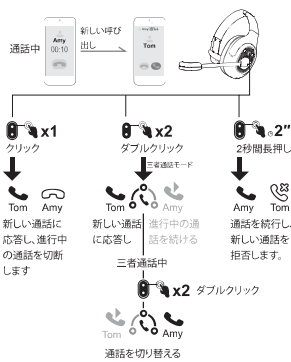 通話中
Amy
00:10
新しい呼び
出し
Amy
Tom
x1
クリック
Tom Amy
新しい通話に
応答し、進行中
の通話を切断
します
x2
ダブルクリック
三者通話モード
Tom Amy
新しい通話
に応答し
進行中の通
話を続ける
三者通話中
x2 ダブルクリック
Tom Amy
通話を切り替える
2"
2秒間長押し
Amy Tom
通話を続行し、
新しい通話を
拒否します。